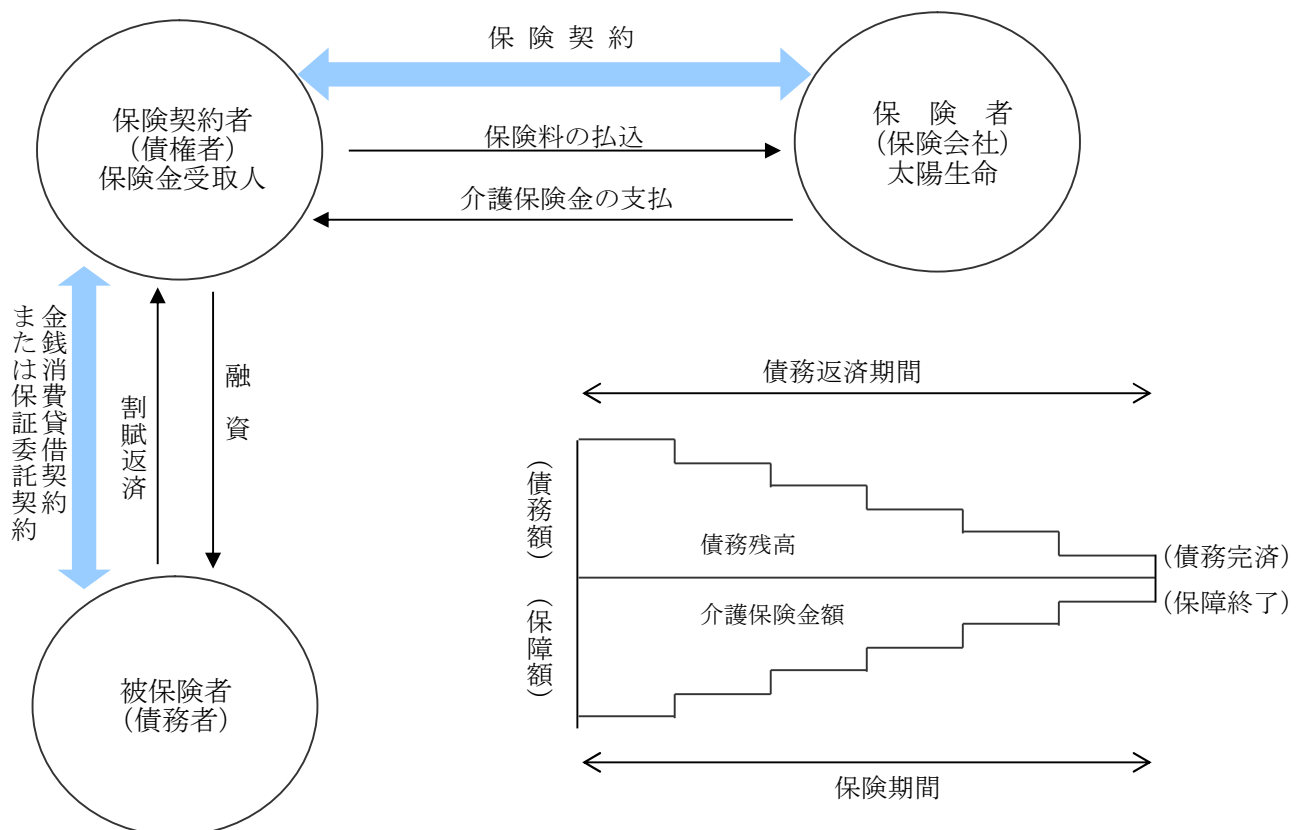 保 険 契 約
保険契約者
(債権者)
保険金受取人
保険料の払込
介護保険金の支払
保 険 者
(保険会社)
太陽生命
金銭消費貸借契約
または保証委託契約
割賦返済
融 資
被保険者
(債務者)
債務返済期間
(債務額)
債務残高
(債務完済)
(保障額)
介護保険金額
(保障終了)
保険期間